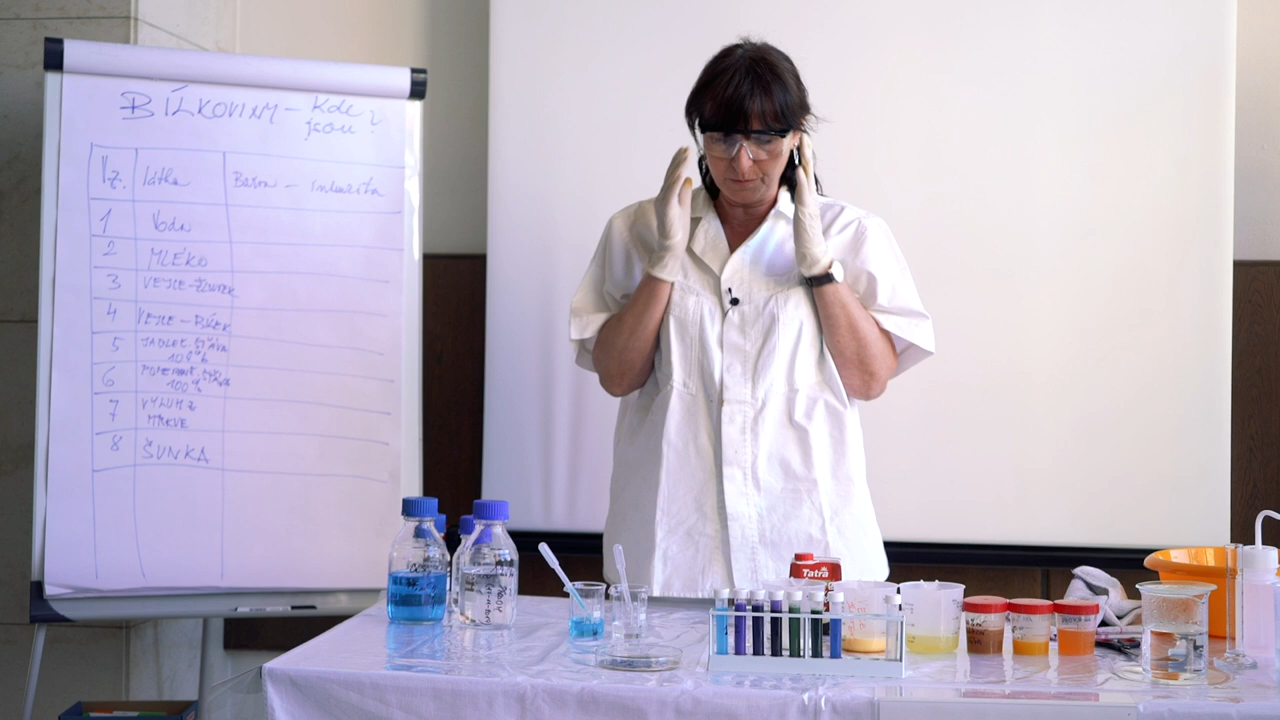 BÍLKOVINY – Kde
jsou?
Vz. látka Barva – intenzita
1 Voda
2 MLÉKO
3 VEJCE-ŽLOUTEK
4 VEJCE – BÍLEK
5 JABLEČ. ŠŤÁVA
100%
6 POMERANČ. ŠŤÁVA
100%
7 VÝLUH Z
MRKVE
8 ŠUNKA
Tatra